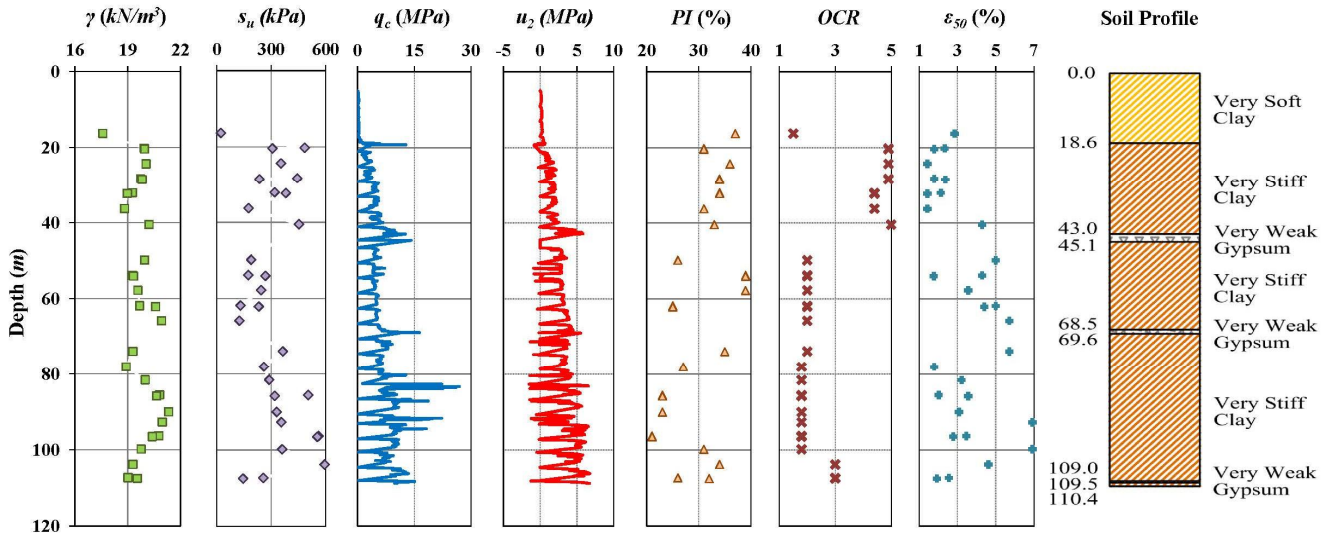 γ (kN/m³) s_u (kPa) q_c (MPa) u_2 (MPa) PI (%) OCR ε_50 (%) Soil Profile
16 19 22 0 300 600 0 10 20 30 -5 0 5 10 20 30 40 1 3 5 1 3 5 7
Depth (m)
0
20
40
60
80
100
120
0.0
Very Soft
Clay
18.6
Very Stiff
Clay
43.0
45.1
Very Weak
Gypsum
Very Stiff
Clay
68.5
69.6
Very Weak
Gypsum
Very Stiff
Clay
109.0
109.5
110.4
Very Weak
Gypsum